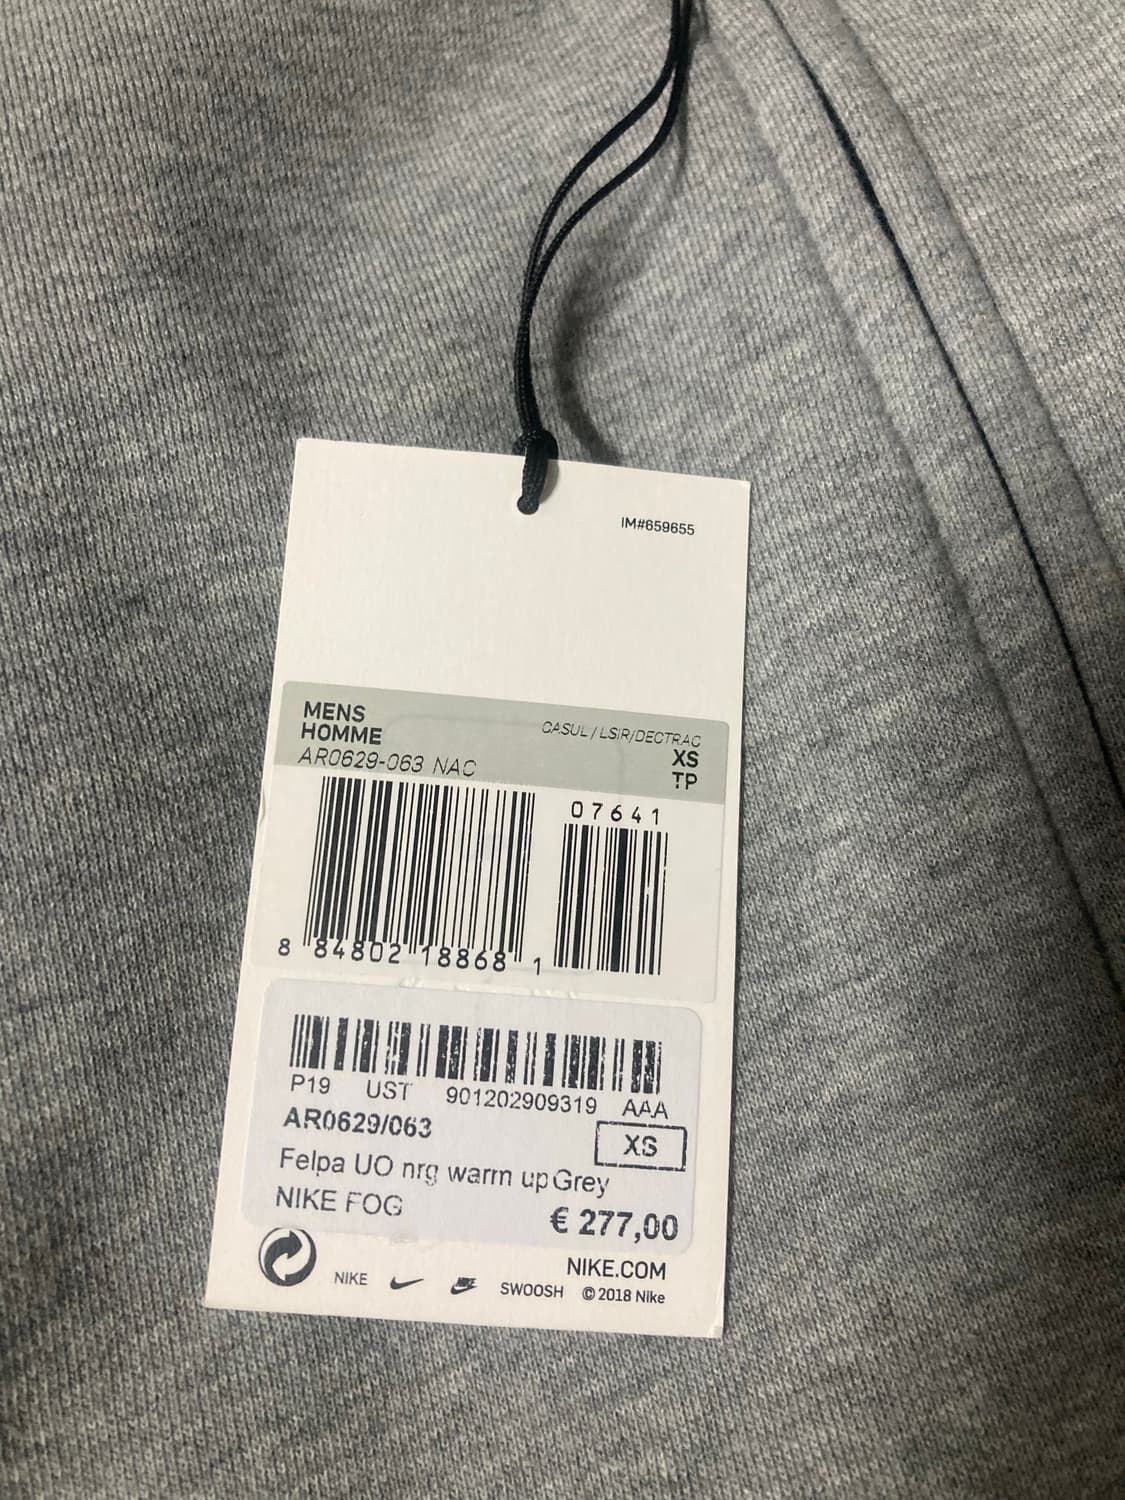 IM#659655
MENS
HOMME
CASUL/LSIR/DECTRAC
AR0629-063 NAC
XS
TP
07641
8 84802 18868 1
P19 UST 901202909319 AAA
AR0629/063
XS
Felpa UO nrg warm up Grey
NIKE FOG
€ 277,00
NIKE.COM
NIKE SWOOSH © 2018 Nike